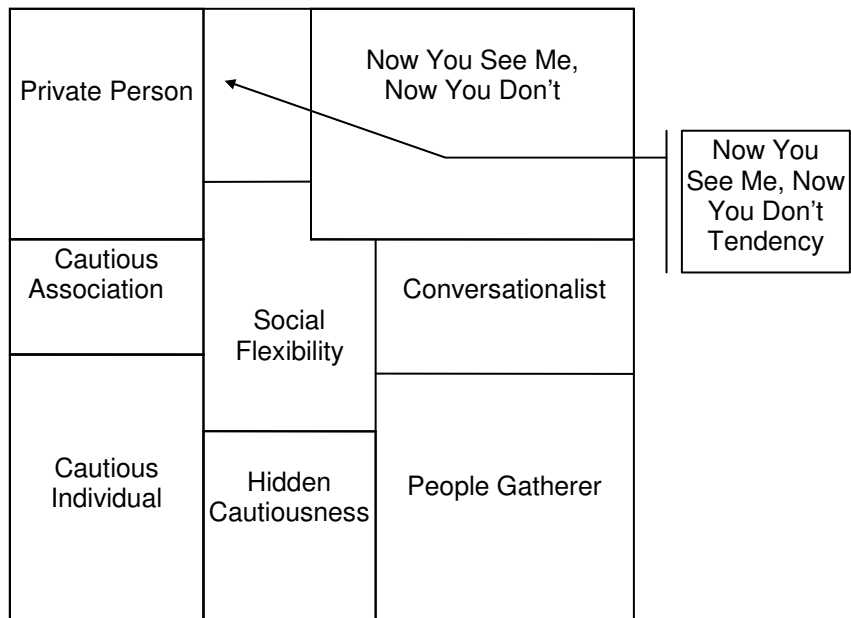 Private Person
Now You See Me,
Now You Don't
Now You
See Me, Now
You Don't
Tendency
Cautious
Association
Social
Flexibility
Conversationalist
Cautious
Individual
Hidden
Cautiousness
People Gatherer